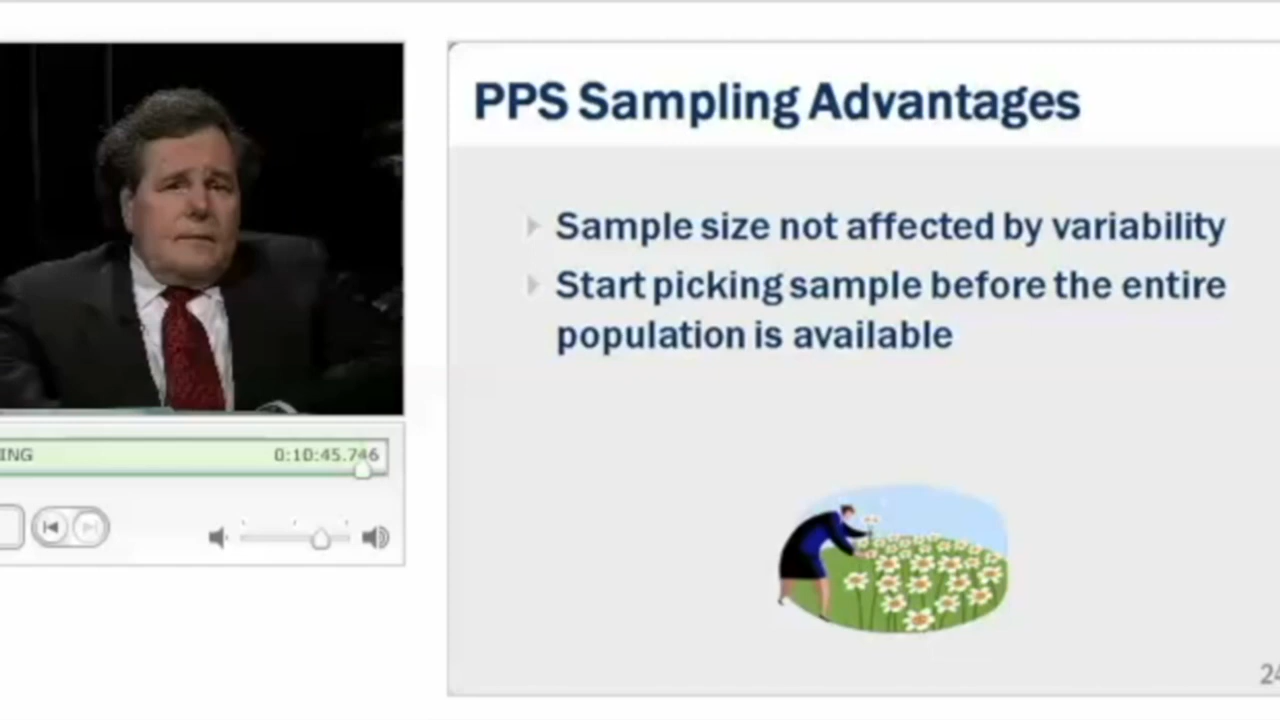 PPS Sampling Advantages
Sample size not affected by variability
Start picking sample before the entire
population is available
ING 0:10:45.746
24